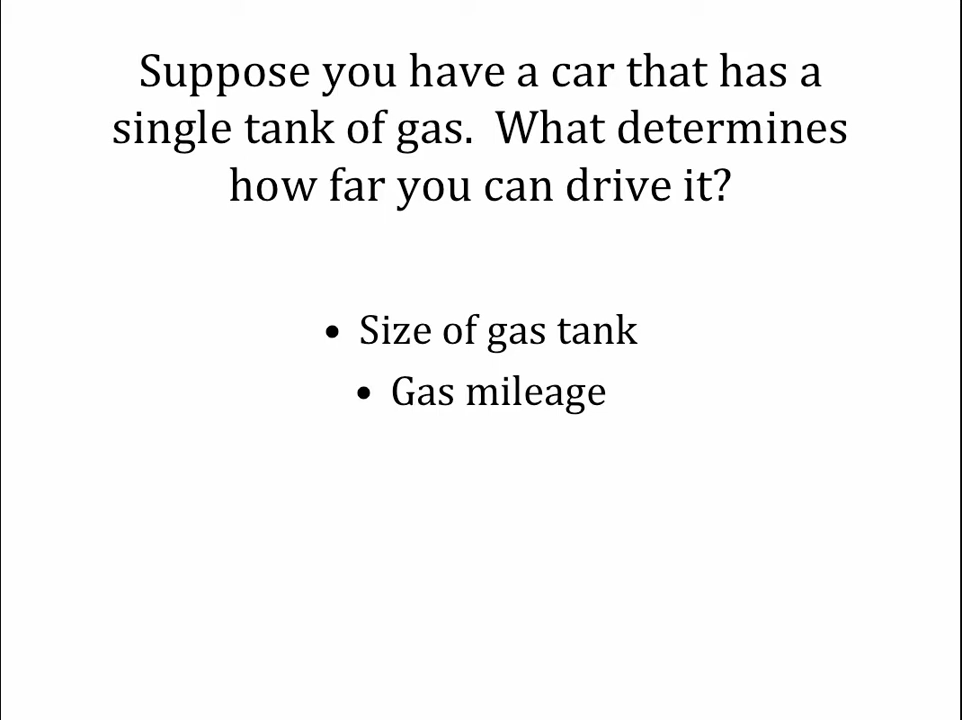 Suppose you have a car that has a
single tank of gas.  What determines
how far you can drive it?
• Size of gas tank
• Gas mileage